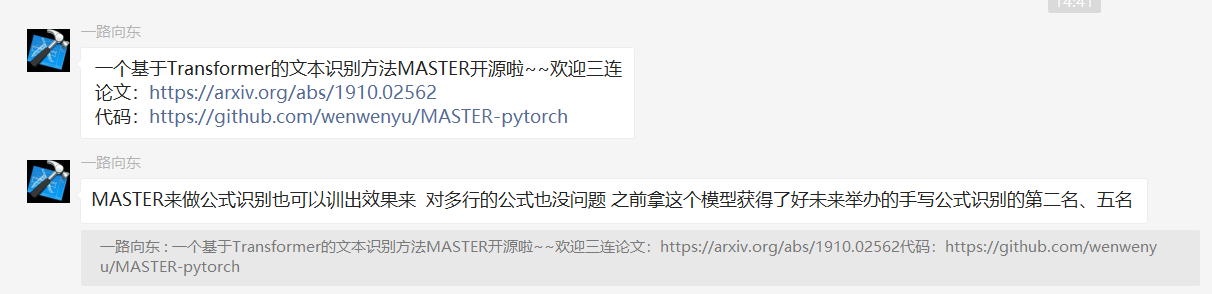 14:41
一路向东
一个基于Transformer的文本识别方法MASTER开源啦~~欢迎三连
论文：https://arxiv.org/abs/1910.02562
代码：https://github.com/wenwenyu/MASTER-pytorch
一路向东
MASTER来做公式识别也可以训出效果来 对多行的公式也没问题 之前拿这个模型获得了好未来举办的手写公式识别的第二名、五名
一路向东 : 一个基于Transformer的文本识别方法MASTER开源啦~~欢迎三连论文：https://arxiv.org/abs/1910.02562代码：https://github.com/wenweny
u/MASTER-pytorch